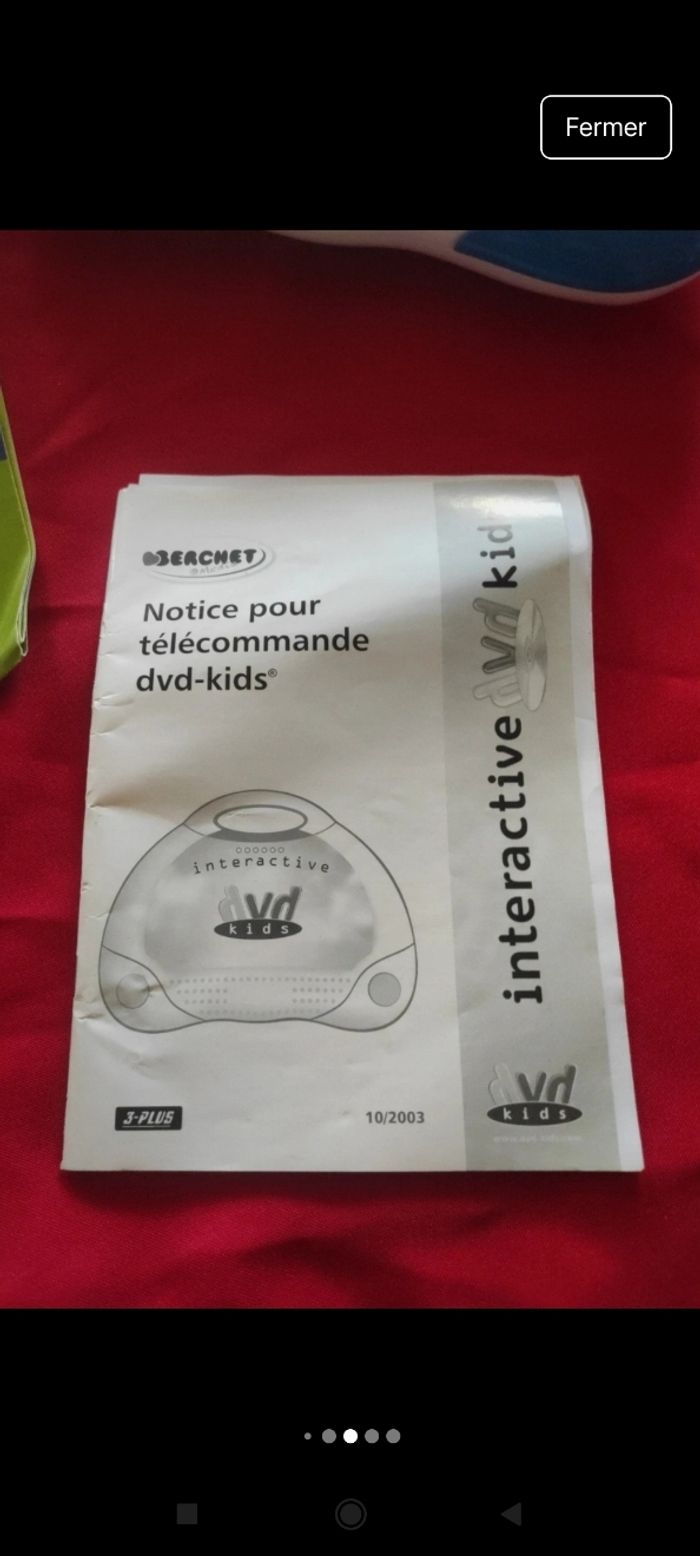 Fermer
BERCHET
Notice pour
télécommande
dvd-kids®
interactive
dvd
kids
3-PLUS
10/2003
interactive dvd kid
dvd
kids